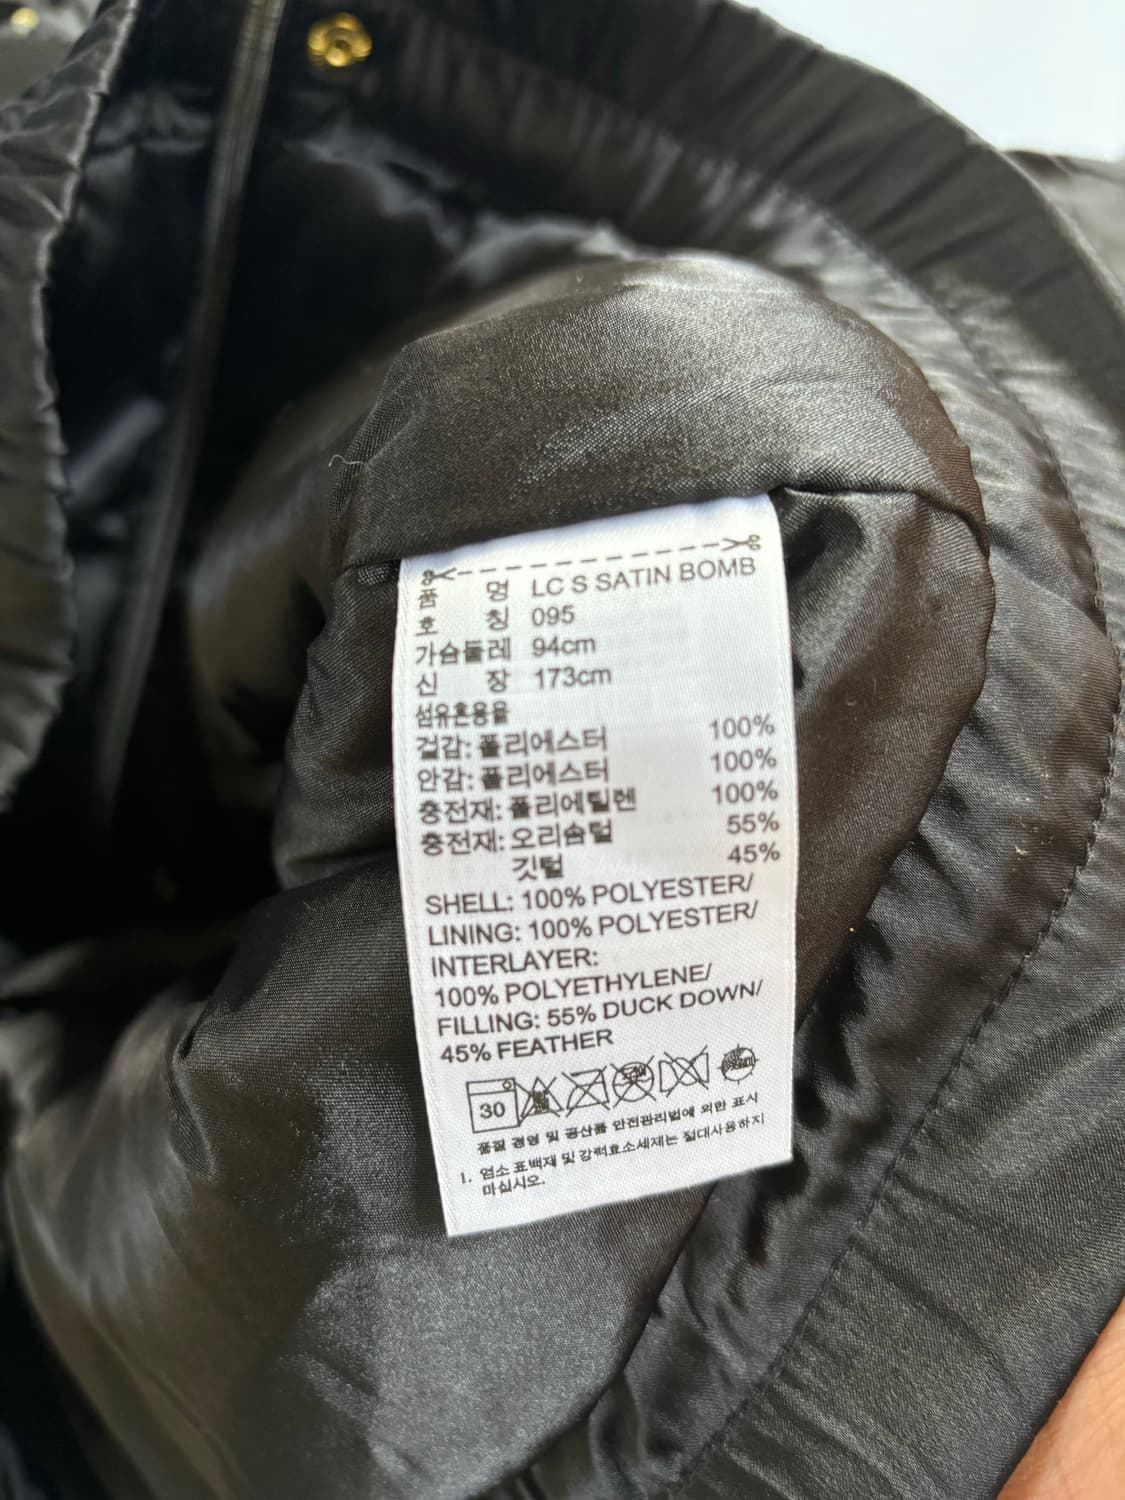 품 명 LC S SATIN BOMB
호 칭 095
가슴둘레 94cm
신 장 173cm
섬유혼용율
겉감: 폴리에스터 100%
안감: 폴리에스터 100%
충전재: 폴리에틸렌 100%
충전재: 오리솜털 55%
깃털 45%
SHELL: 100% POLYESTER/
LINING: 100% POLYESTER/
INTERLAYER:
100% POLYETHYLENE/
FILLING: 55% DUCK DOWN/
45% FEATHER
30
품질 경영 및 공산품 안전관리법에 의한 표시
1. 염소 표백재 및 강력효소세제는 절대사용하지
마십시오.